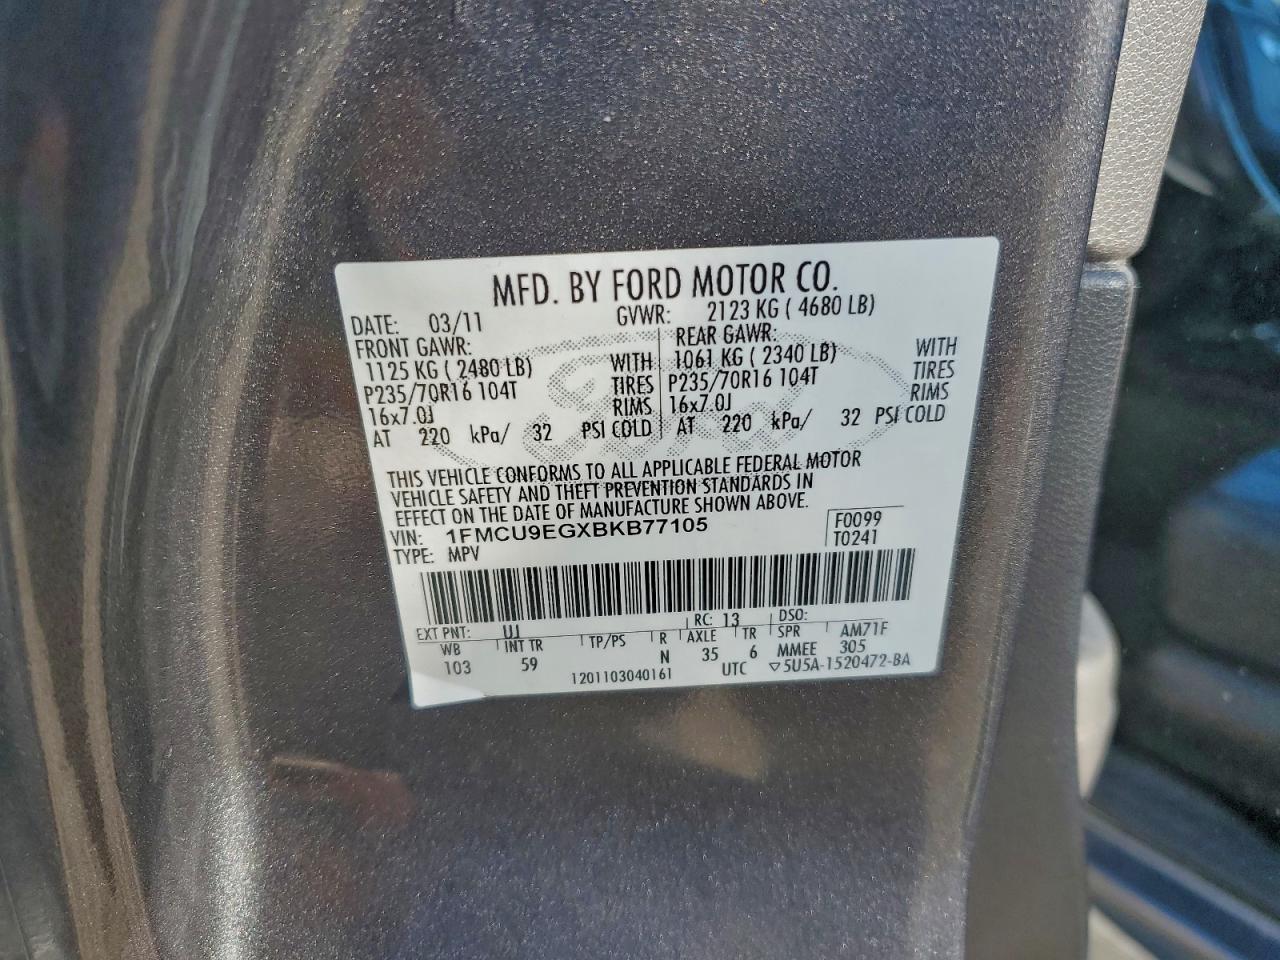 MFD. BY FORD MOTOR CO.
DATE: 03/11 GVWR: 2123 KG ( 4680 LB)
FRONT GAWR: REAR GAWR:
1125 KG ( 2480 LB) WITH 1061 KG ( 2340 LB) WITH
P235/70R16 104T TIRES P235/70R16 104T TIRES
16x7.0J RIMS 16x7.0J RIMS
AT 220 kPa/ 32 PSI COLD AT 220 kPa/ 32 PSI COLD
THIS VEHICLE CONFORMS TO ALL APPLICABLE FEDERAL MOTOR
VEHICLE SAFETY AND THEFT PREVENTION STANDARDS IN
EFFECT ON THE DATE OF MANUFACTURE SHOWN ABOVE.
VIN: 1FMCU9EGXBKB77105 F0099
TYPE: MPV T0241
EXT PNT: UJ RC: 13 DSO:
WB INT TR TP/PS R AXLE TR SPR AM71F
103 59 N 35 6 MMEE 305
1201103040161 UTC ▽5U5A-1520472-BA